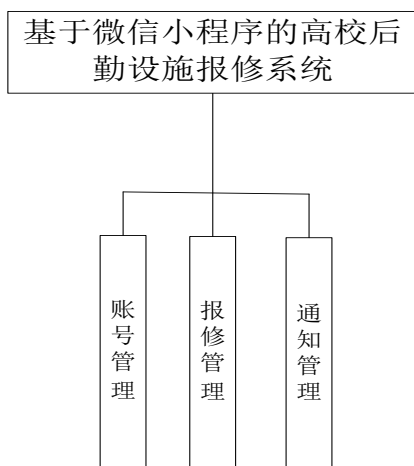 基于微信小程序的高校后
勤设施报修系统
账号管理
报修管理
通知管理